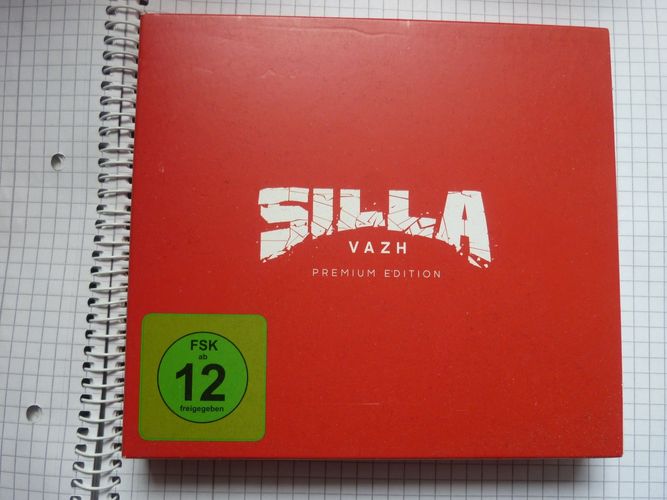 SILLA
VAZH
PREMIUM EDITION
FSK
ab
12
freigegeben